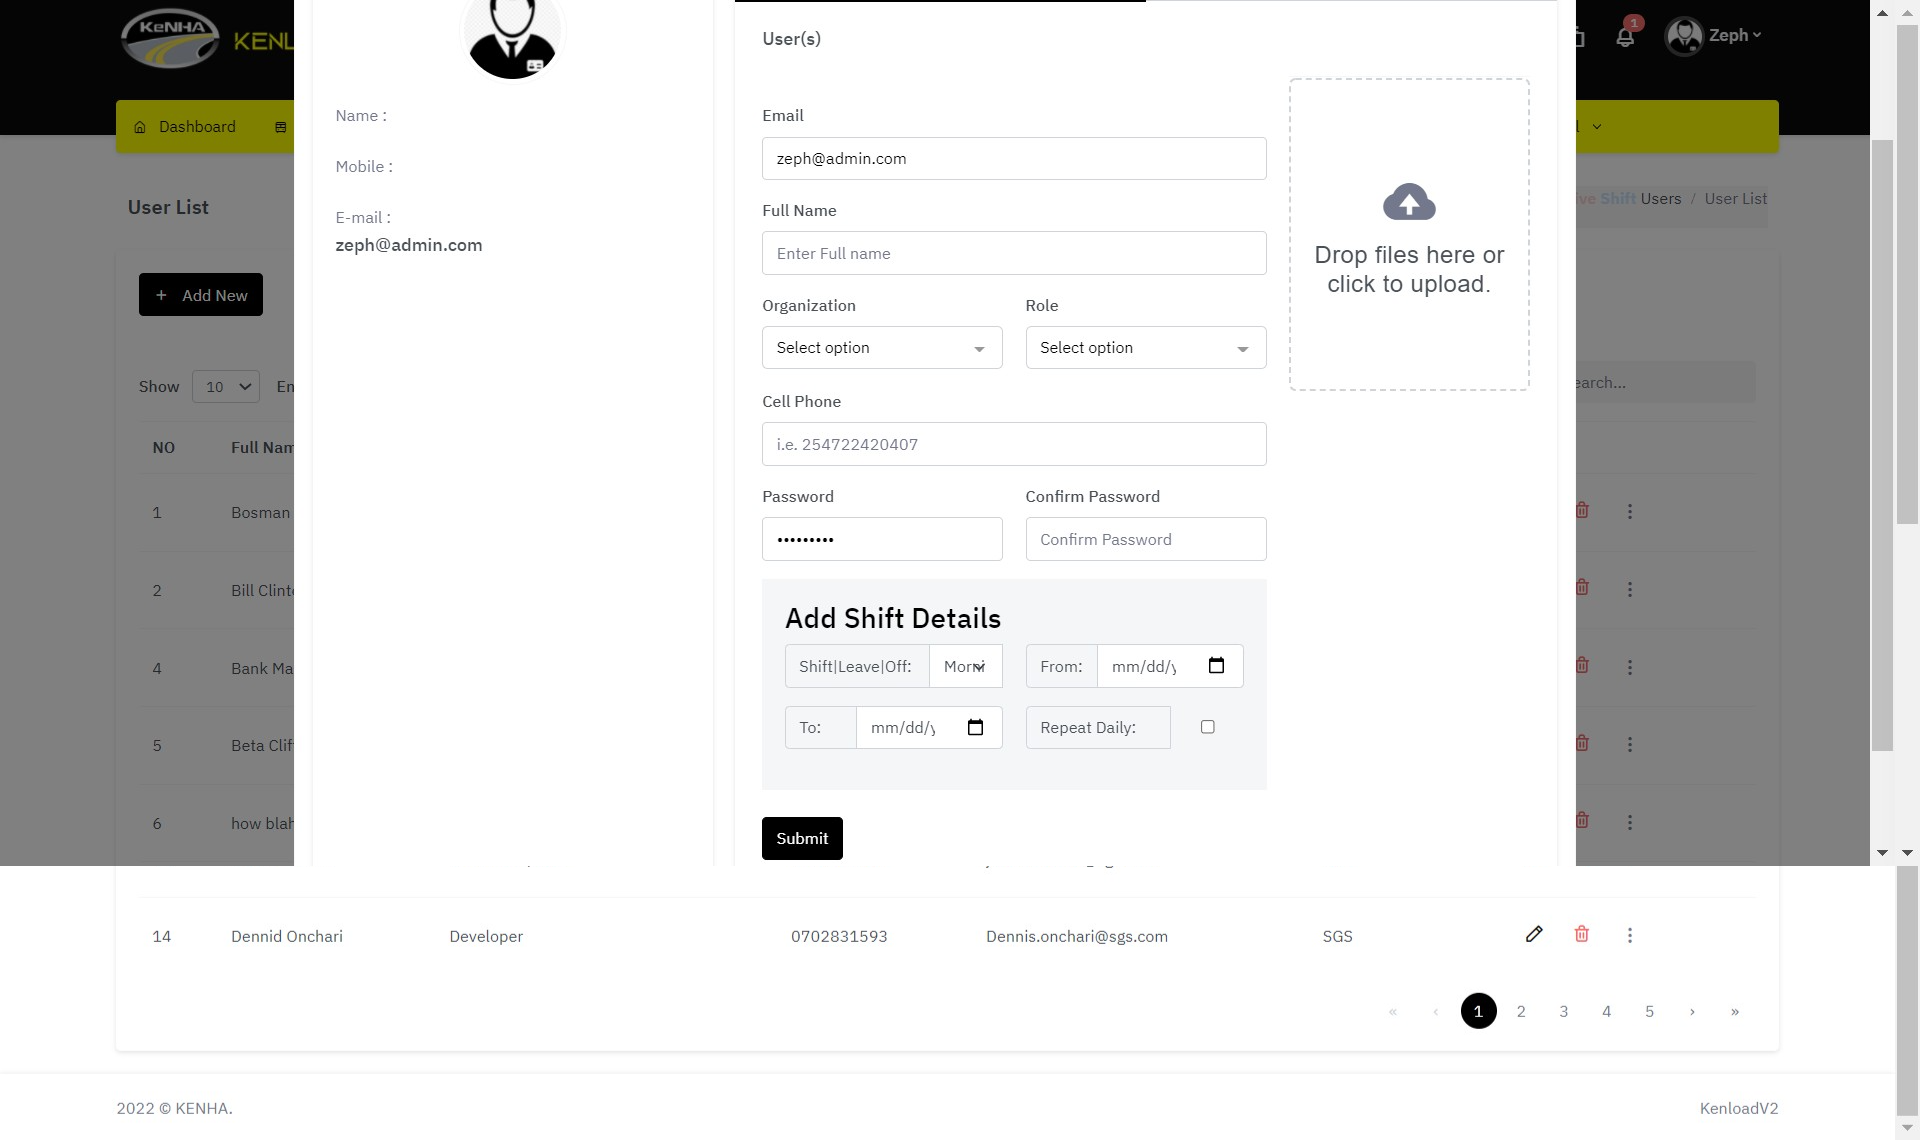 KeNHA
KENL
1
Zeph
Dashboard
User List
Shift Users / User List
+ Add New
Show 10
NO
Full Nam
1
Bosman
2
Bill Clint
4
Bank Ma
5
Beta Clif
6
how blah
Name :
Mobile :
E-mail :
zeph@admin.com
User(s)
Email
zeph@admin.com
Full Name
Enter Full name
Organization
Role
Select option
Select option
Cell Phone
i.e. 254722420407
Password
Confirm Password
•••••••••
Confirm Password
Add Shift Details
Shift|Leave|Off:
Morni
From:
mm/dd/y
To:
mm/dd/y
Repeat Daily:
Submit
Drop files here or
click to upload.
earch...
14 Dennid Onchari Developer 0702831593 Dennis.onchari@sgs.com SGS
« ‹ 1 2 3 4 5 › »
2022 © KENHA.
KenloadV2